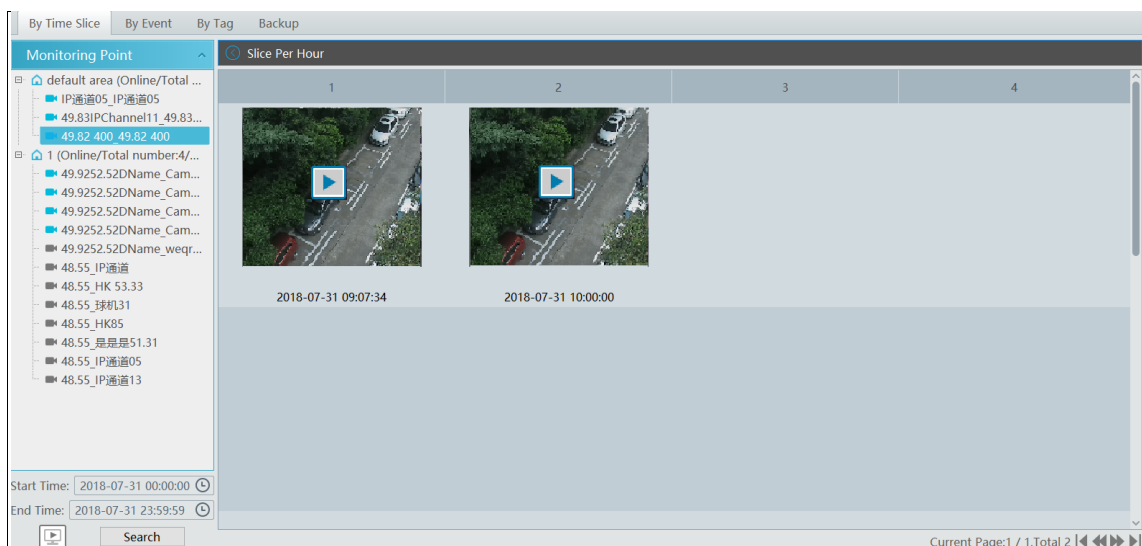 By Time Slice By Event By Tag Backup
Monitoring Point
Slice Per Hour
default area (Online/Total ...
IP通道05_IP通道05
49.83IPChannel11_49.83...
49.82 400_49.82 400
1 (Online/Total number:4/...
49.9252.52DName_Cam...
49.9252.52DName_Cam...
49.9252.52DName_Cam...
49.9252.52DName_Cam...
49.9252.52DName_weqr...
48.55_IP通道
48.55_HK 53.33
48.55_球机31
48.55_HK85
48.55_是是是51.31
48.55_IP通道05
48.55_IP通道13
1 2 3 4
2018-07-31 09:07:34 2018-07-31 10:00:00
Start Time: 2018-07-31 00:00:00
End Time: 2018-07-31 23:59:59
Search
Current Page:1 / 1,Total 2